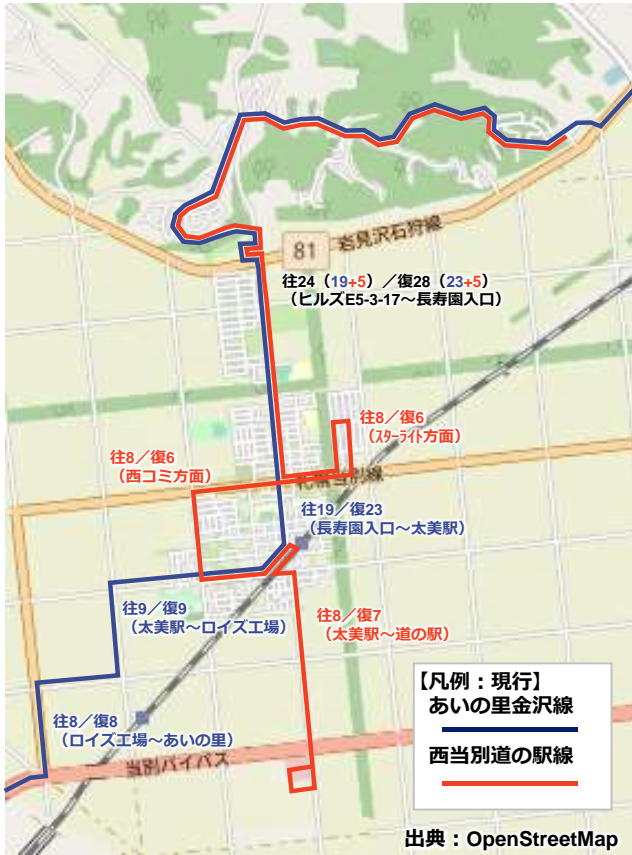 岩見沢石狩線
81
往24（19+5）／復28（23+5）
（ビルズE5-3-17～長寿園入口）
往8／復6
（スターライト方面）
往8／復6
（西コミ方面）
札幌当別線
往19／復23
（長寿園入口～太美駅）
往9／復9
（太美駅～ロイズ工場）
往8／復7
（太美駅～道の駅）
往8／復8
（ロイズ工場～あいの里）
当別バイパス
【凡例：現行】
あいの里金沢線
西当別道の駅線
出典：OpenStreetMap